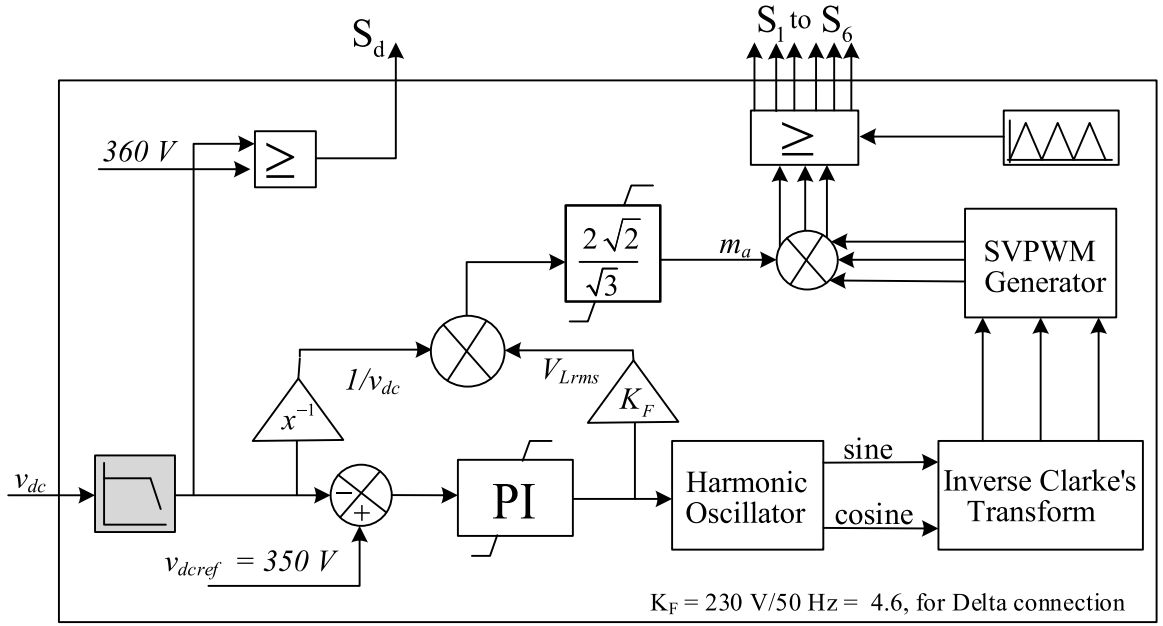 S_d
S_1 to S_6
360 V
≥
≥
2√2
√3
m_a
SVPWM
Generator
1/v_dc
V_Lrms
x^-1
K_F
v_dc
−
+
PI
Harmonic
Oscillator
sine
cosine
Inverse Clarke's
Transform
v_dcref = 350 V
K_F = 230 V/50 Hz = 4.6, for Delta connection